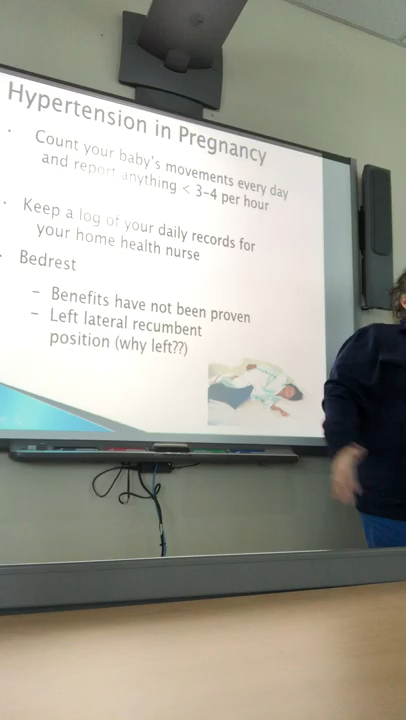 Hypertension in Pregnancy
Count your baby's movements every day
and report anything < 3-4 per hour
Keep a log of your daily records for
your home health nurse
Bedrest
– Benefits have not been proven
– Left lateral recumbent
position (why left??)